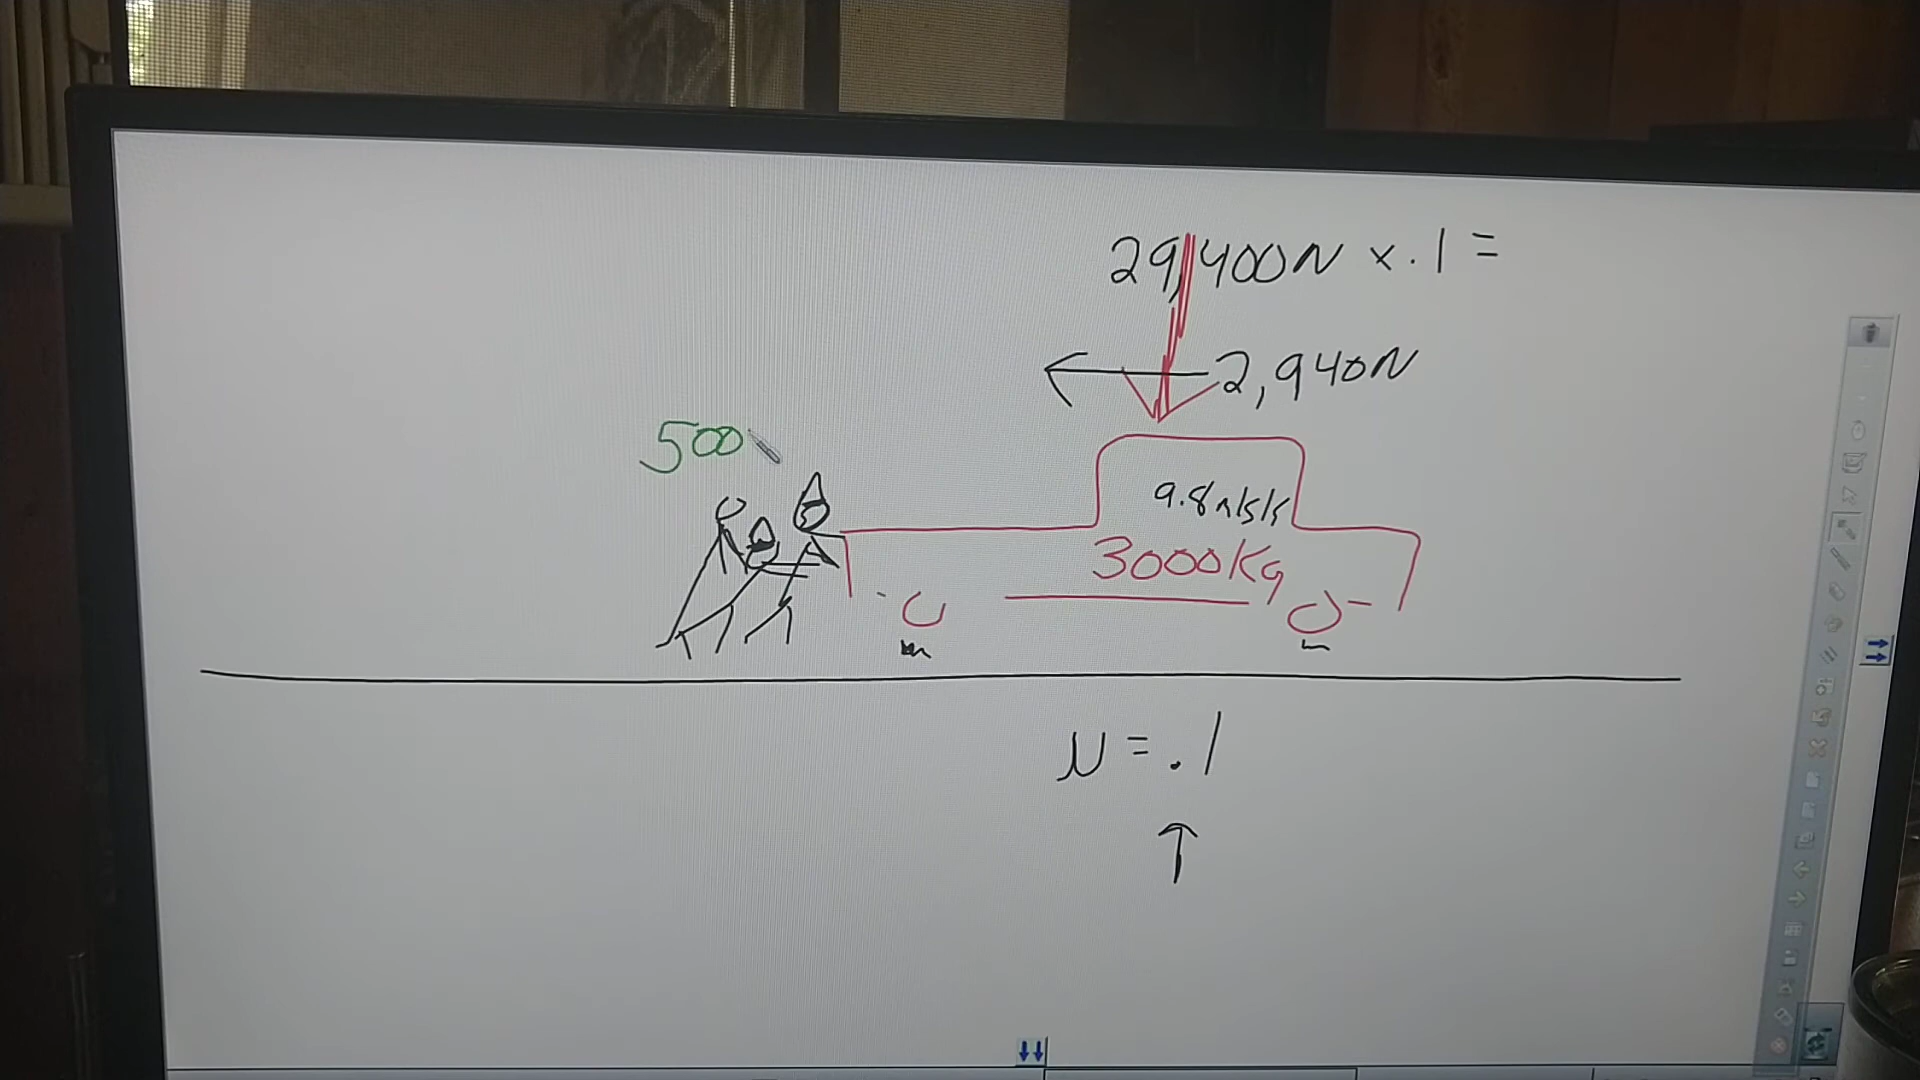 29,400N x .1 =
2,940N
500
9.8m/s/s
3000Kg
μ = .1